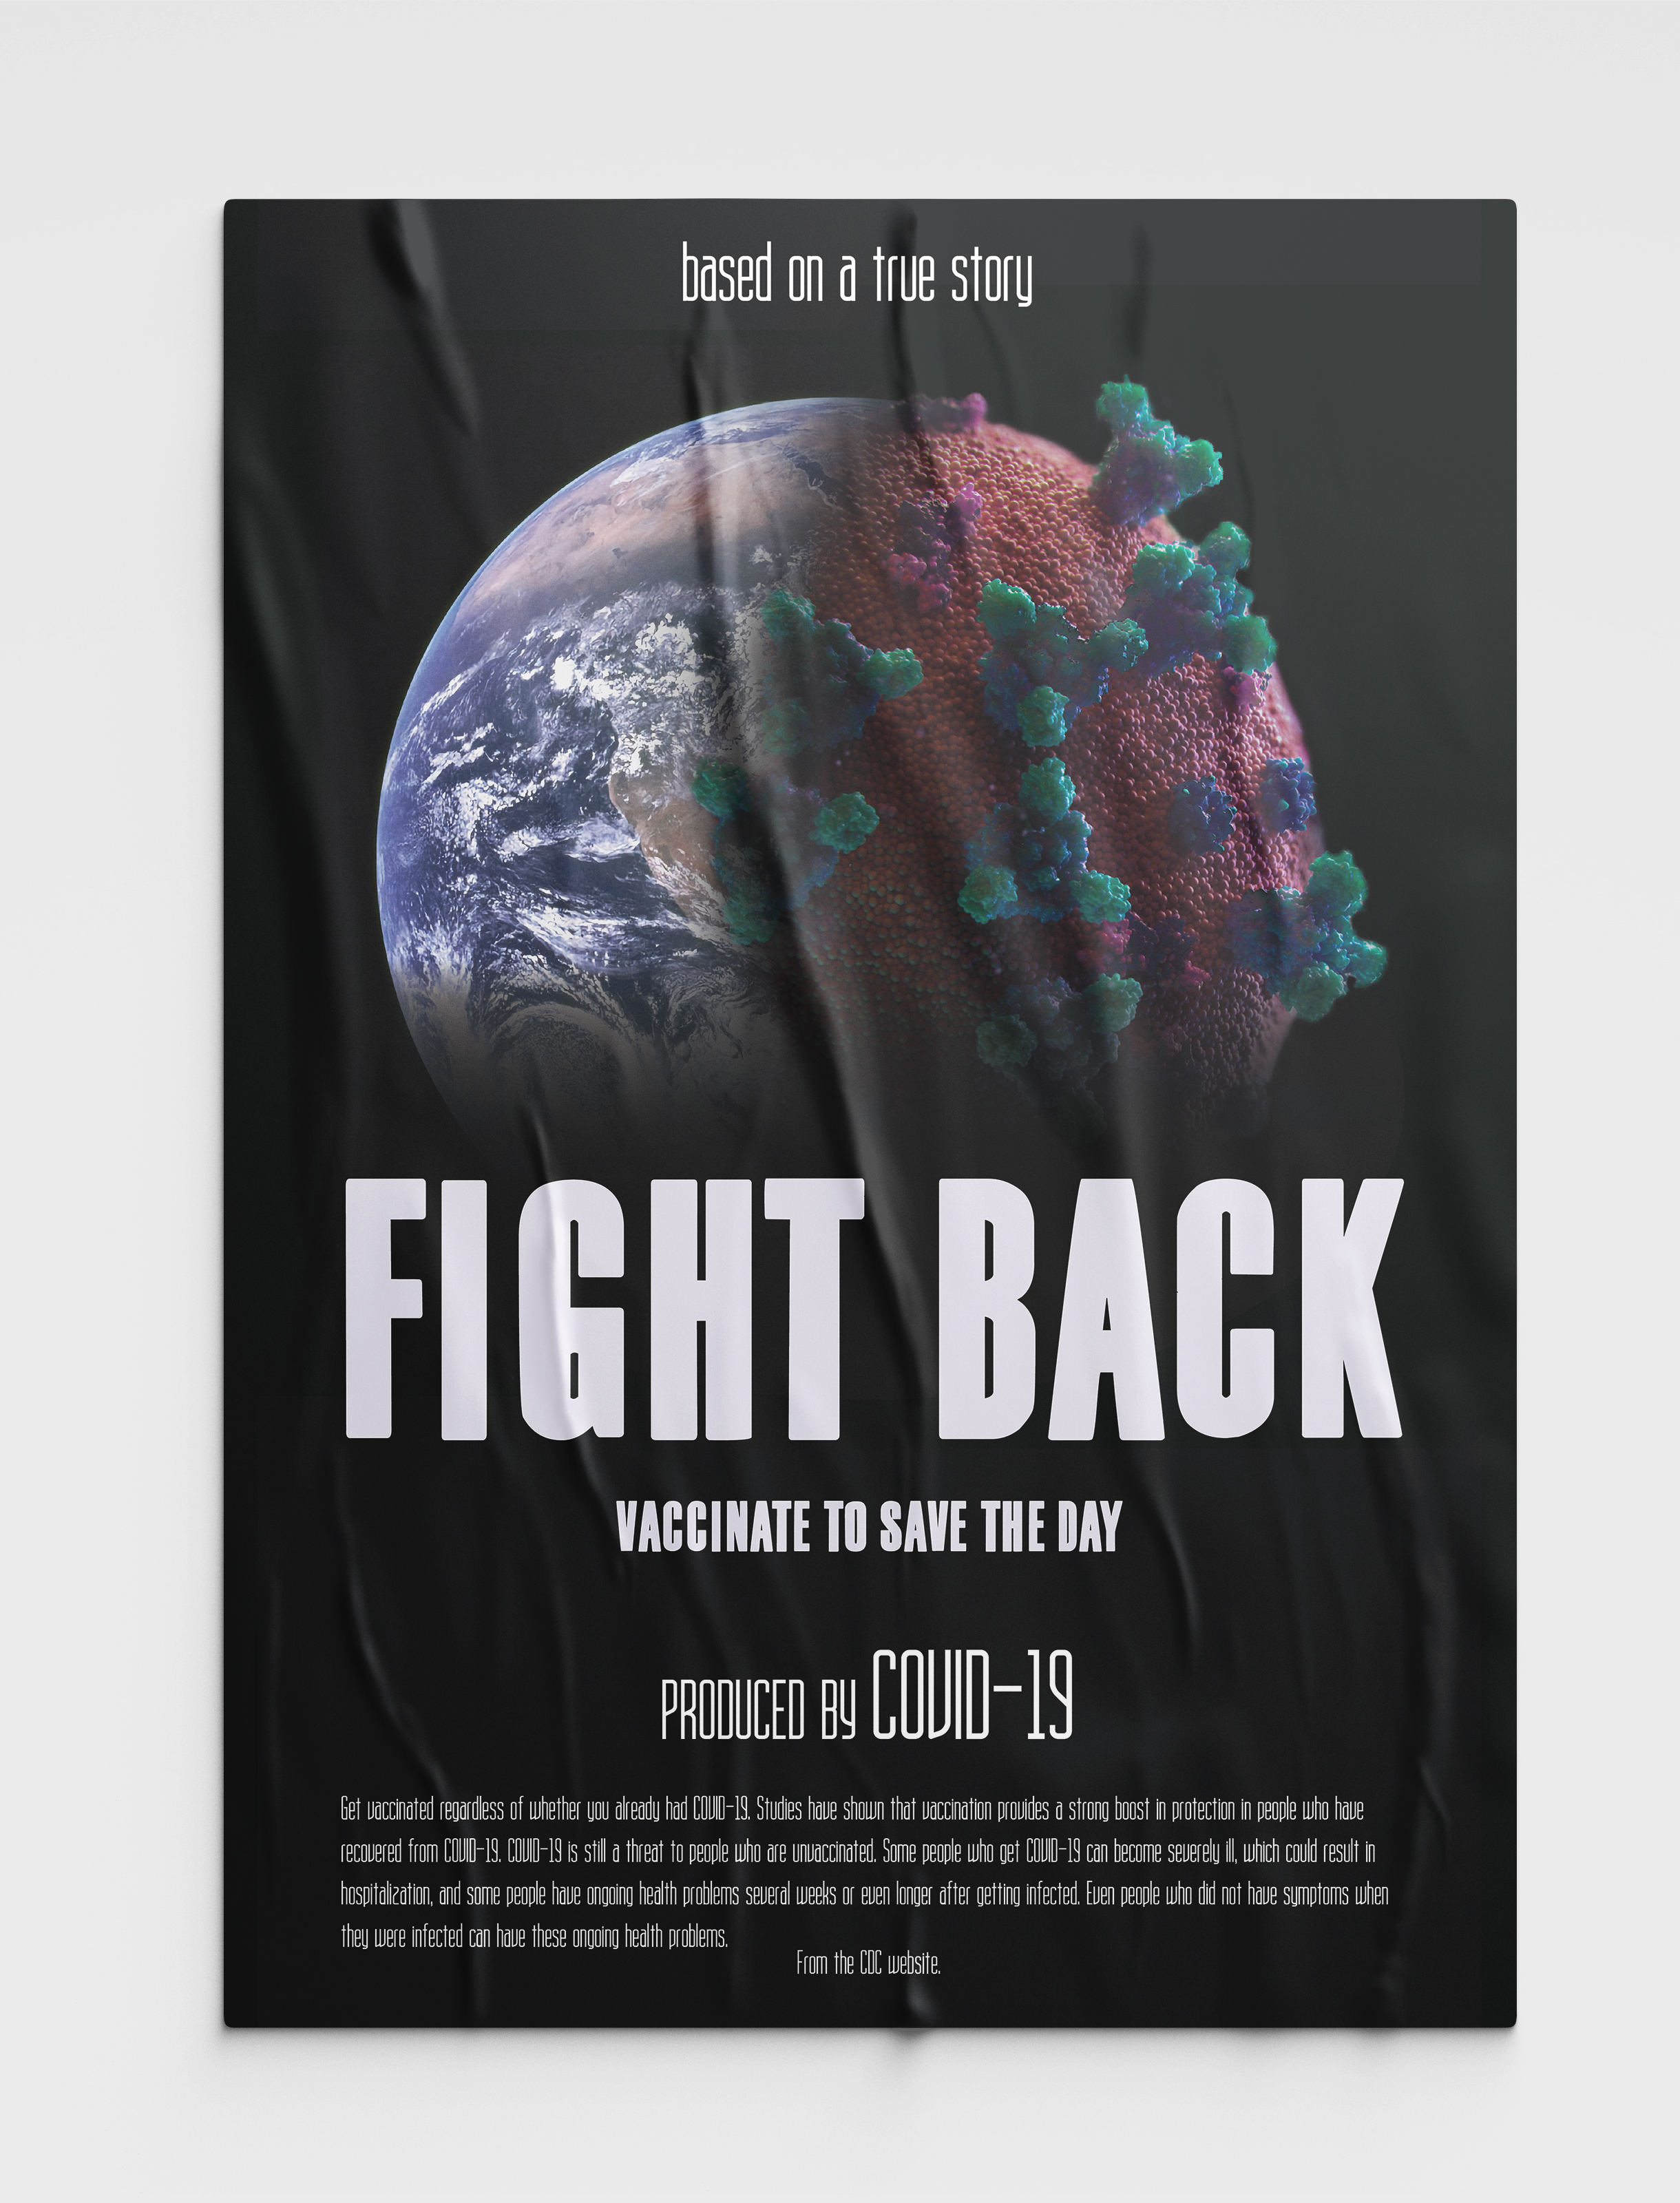 based on a true story
FIGHT BACK
VACCINATE TO SAVE THE DAY
PRODUCED BY COVID-19
Get vaccinated regardless of whether you already had COVID-19. Studies have shown that vaccination provides a strong boost in protection in people who have
recovered from COVID-19. COVID-19 is still a threat to people who are unvaccinated. Some people who get COVID-19 can become severely ill, which could result in
hospitalization, and some people have ongoing health problems several weeks or even longer after getting infected. Even people who did not have symptoms when
they were infected can have these ongoing health problems.
From the CDC website.